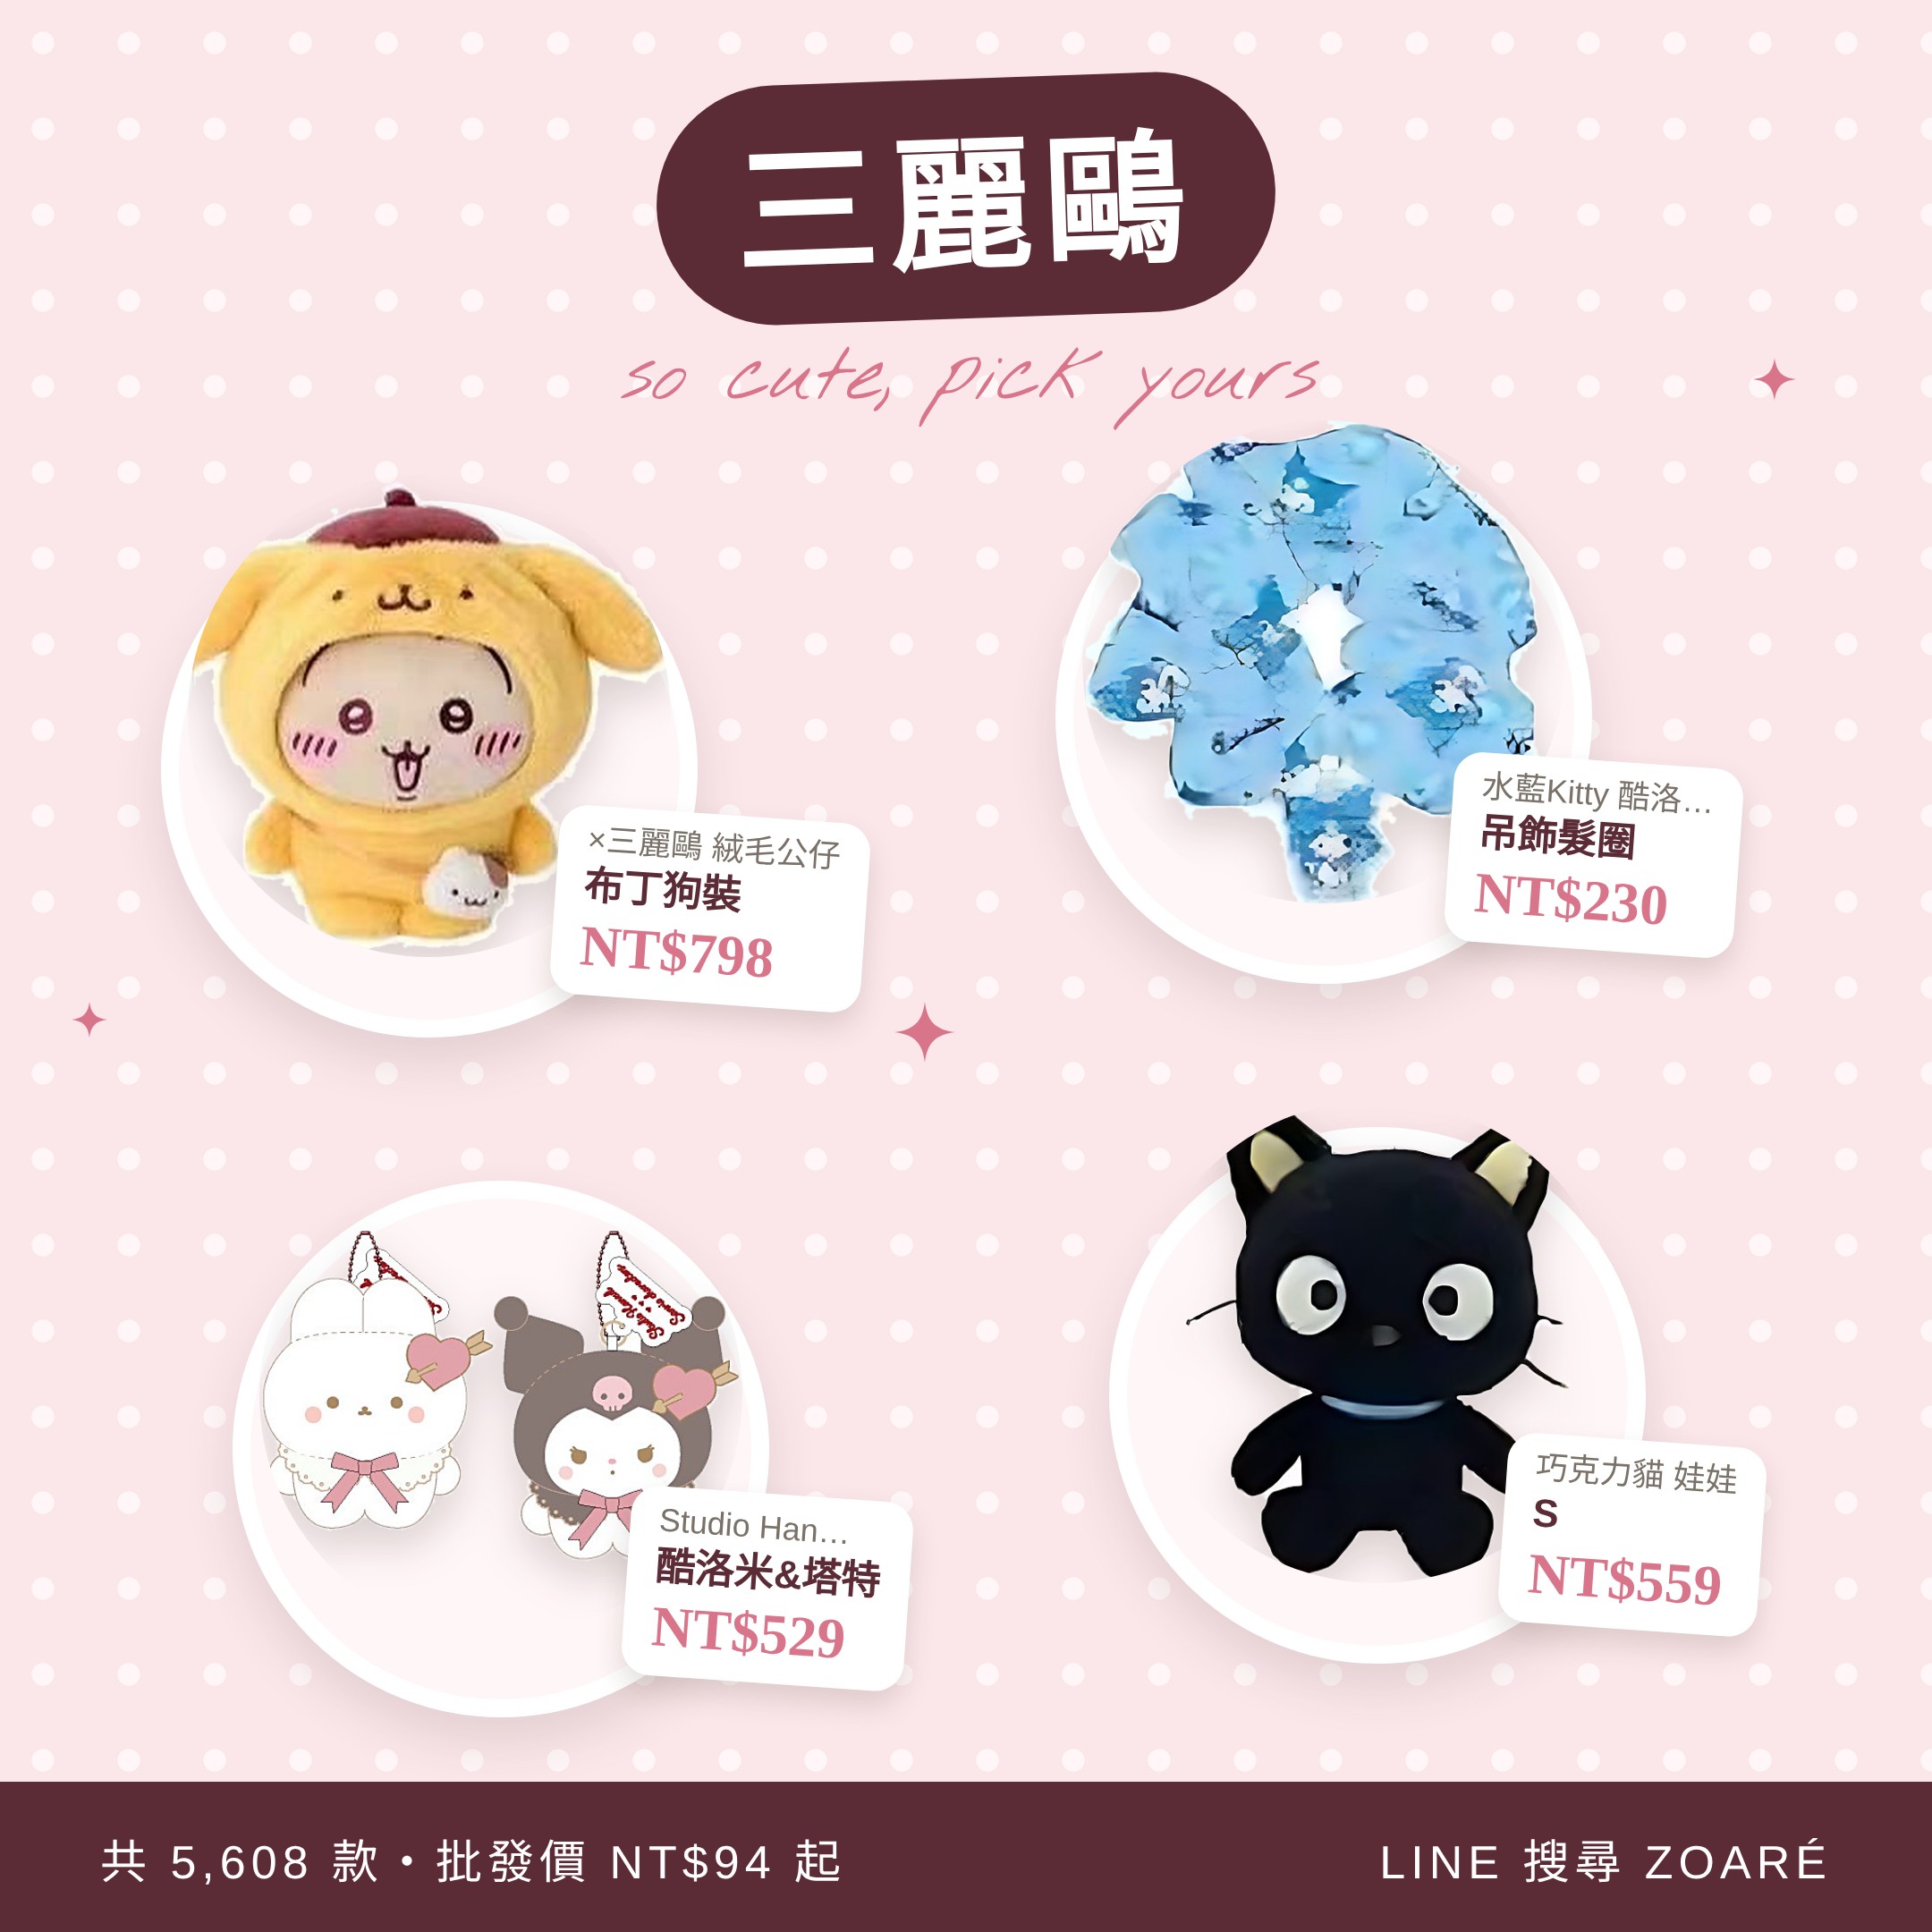 三麗鷗
so cute, pick yours
×三麗鷗 絨毛公仔
布丁狗裝
NT$798
水藍Kitty 酷洛…
吊飾髮圈
NT$230
Studio Han…
酷洛米&塔特
NT$529
巧克力貓 娃娃
S
NT$559
共 5,608 款・批發價 NT$94 起
LINE 搜尋 ZOARÉ